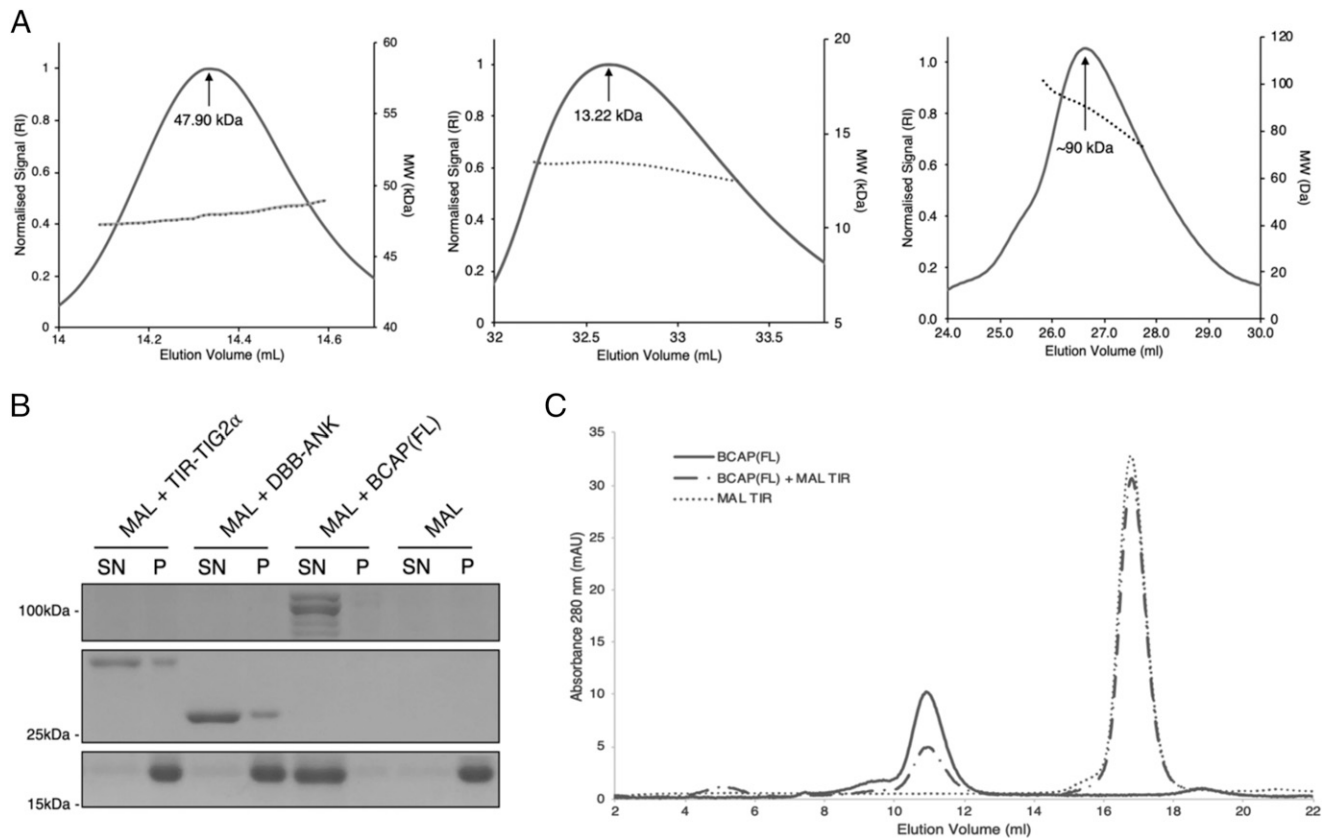 A
Normalised Signal (RI)
1
0.8
0.6
0.4
0.2
0
47.90 kDa
60
55
50
45
40
MW (kDa)
14
14.2
14.4
14.6
Elution Volume (mL)
Normalised Signal (RI)
1
0.8
0.6
0.4
0.2
0
13.22 kDa
20
15
10
5
MW (kDa)
32
32.5
33
33.5
Elution Volume (mL)
Normalised Signal (RI)
1.0
0.8
0.6
0.4
0.2
0.0
~90 kDa
120
100
80
60
40
20
0
MW (Da)
24.0
25.0
26.0
27.0
28.0
29.0
30.0
Elution Volume (ml)
B
MAL + TIR-TIG2α
MAL + DBB-ANK
MAL + BCAP(FL)
MAL
SN P SN P SN P SN P
100kDa -
25kDa -
15kDa -
C
Absorbance 280 nm (mAU)
35
30
25
20
15
10
5
0
BCAP(FL)
BCAP(FL) + MAL TIR
MAL TIR
2
4
6
8
10
12
14
16
18
20
22
Elution Volume (ml)